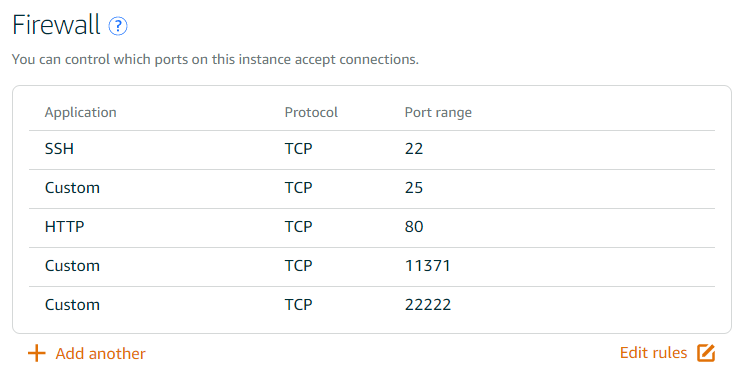 Firewall ?
You can control which ports on this instance accept connections.
Application Protocol Port range
SSH TCP 22
Custom TCP 25
HTTP TCP 80
Custom TCP 11371
Custom TCP 22222
+ Add another Edit rules